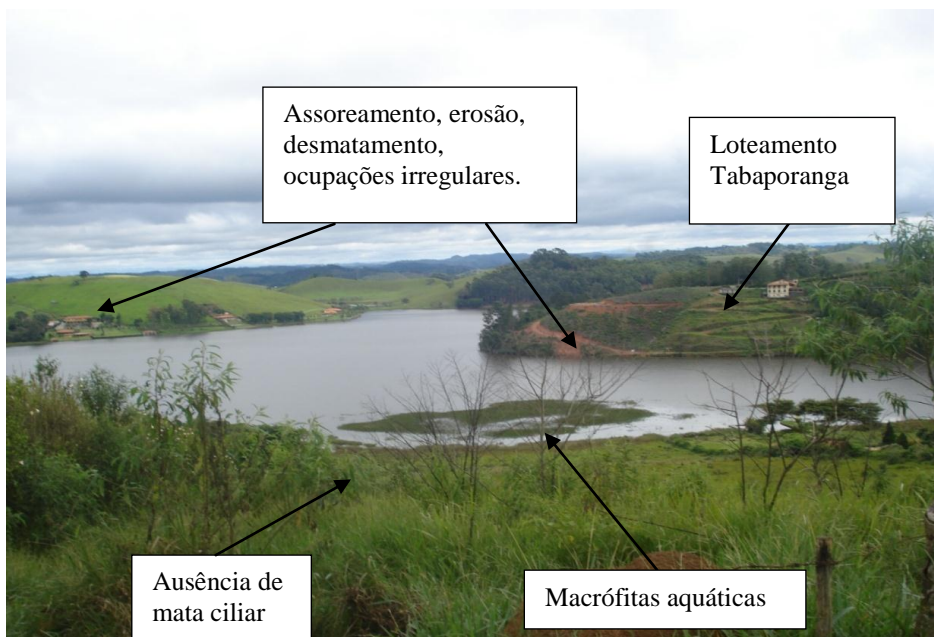 Assoreamento, erosão,
desmatamento,
ocupações irregulares.
Loteamento
Tabaporanga
Ausência de
mata ciliar
Macrófitas aquáticas